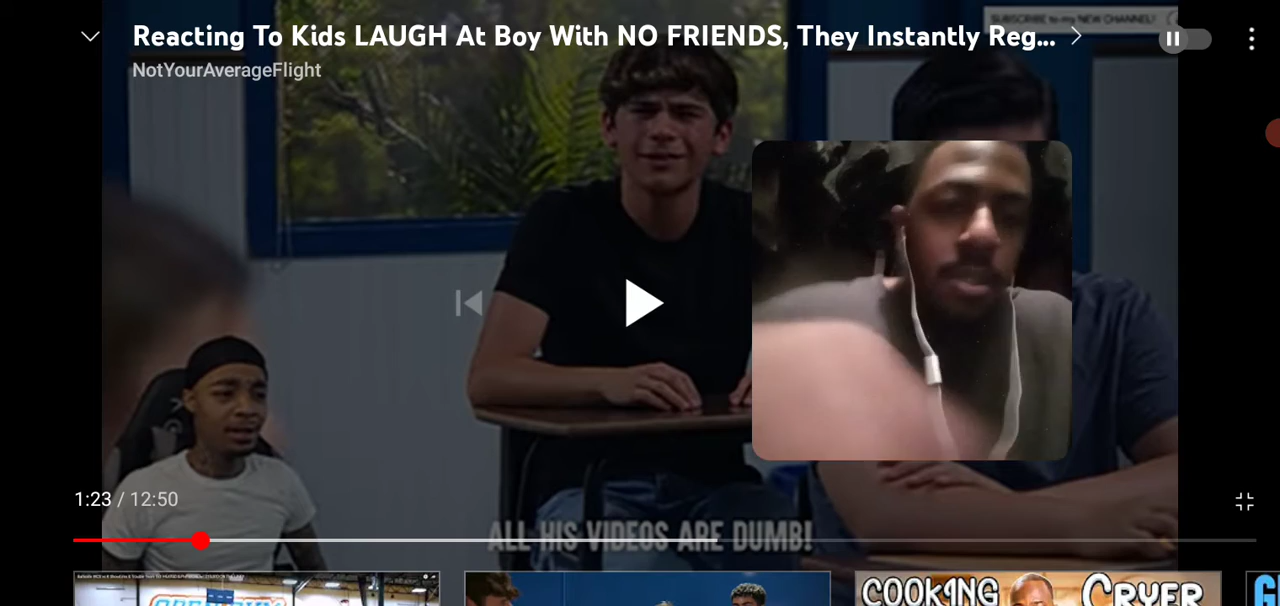 SUBSCRIBE to my NEW CHANNEL!
Reacting To Kids LAUGH At Boy With NO FRIENDS, They Instantly Reg...
NotYourAverageFlight
1:23 / 12:50
ALL HIS VIDEOS ARE DUMB!
COOKING
CRYER